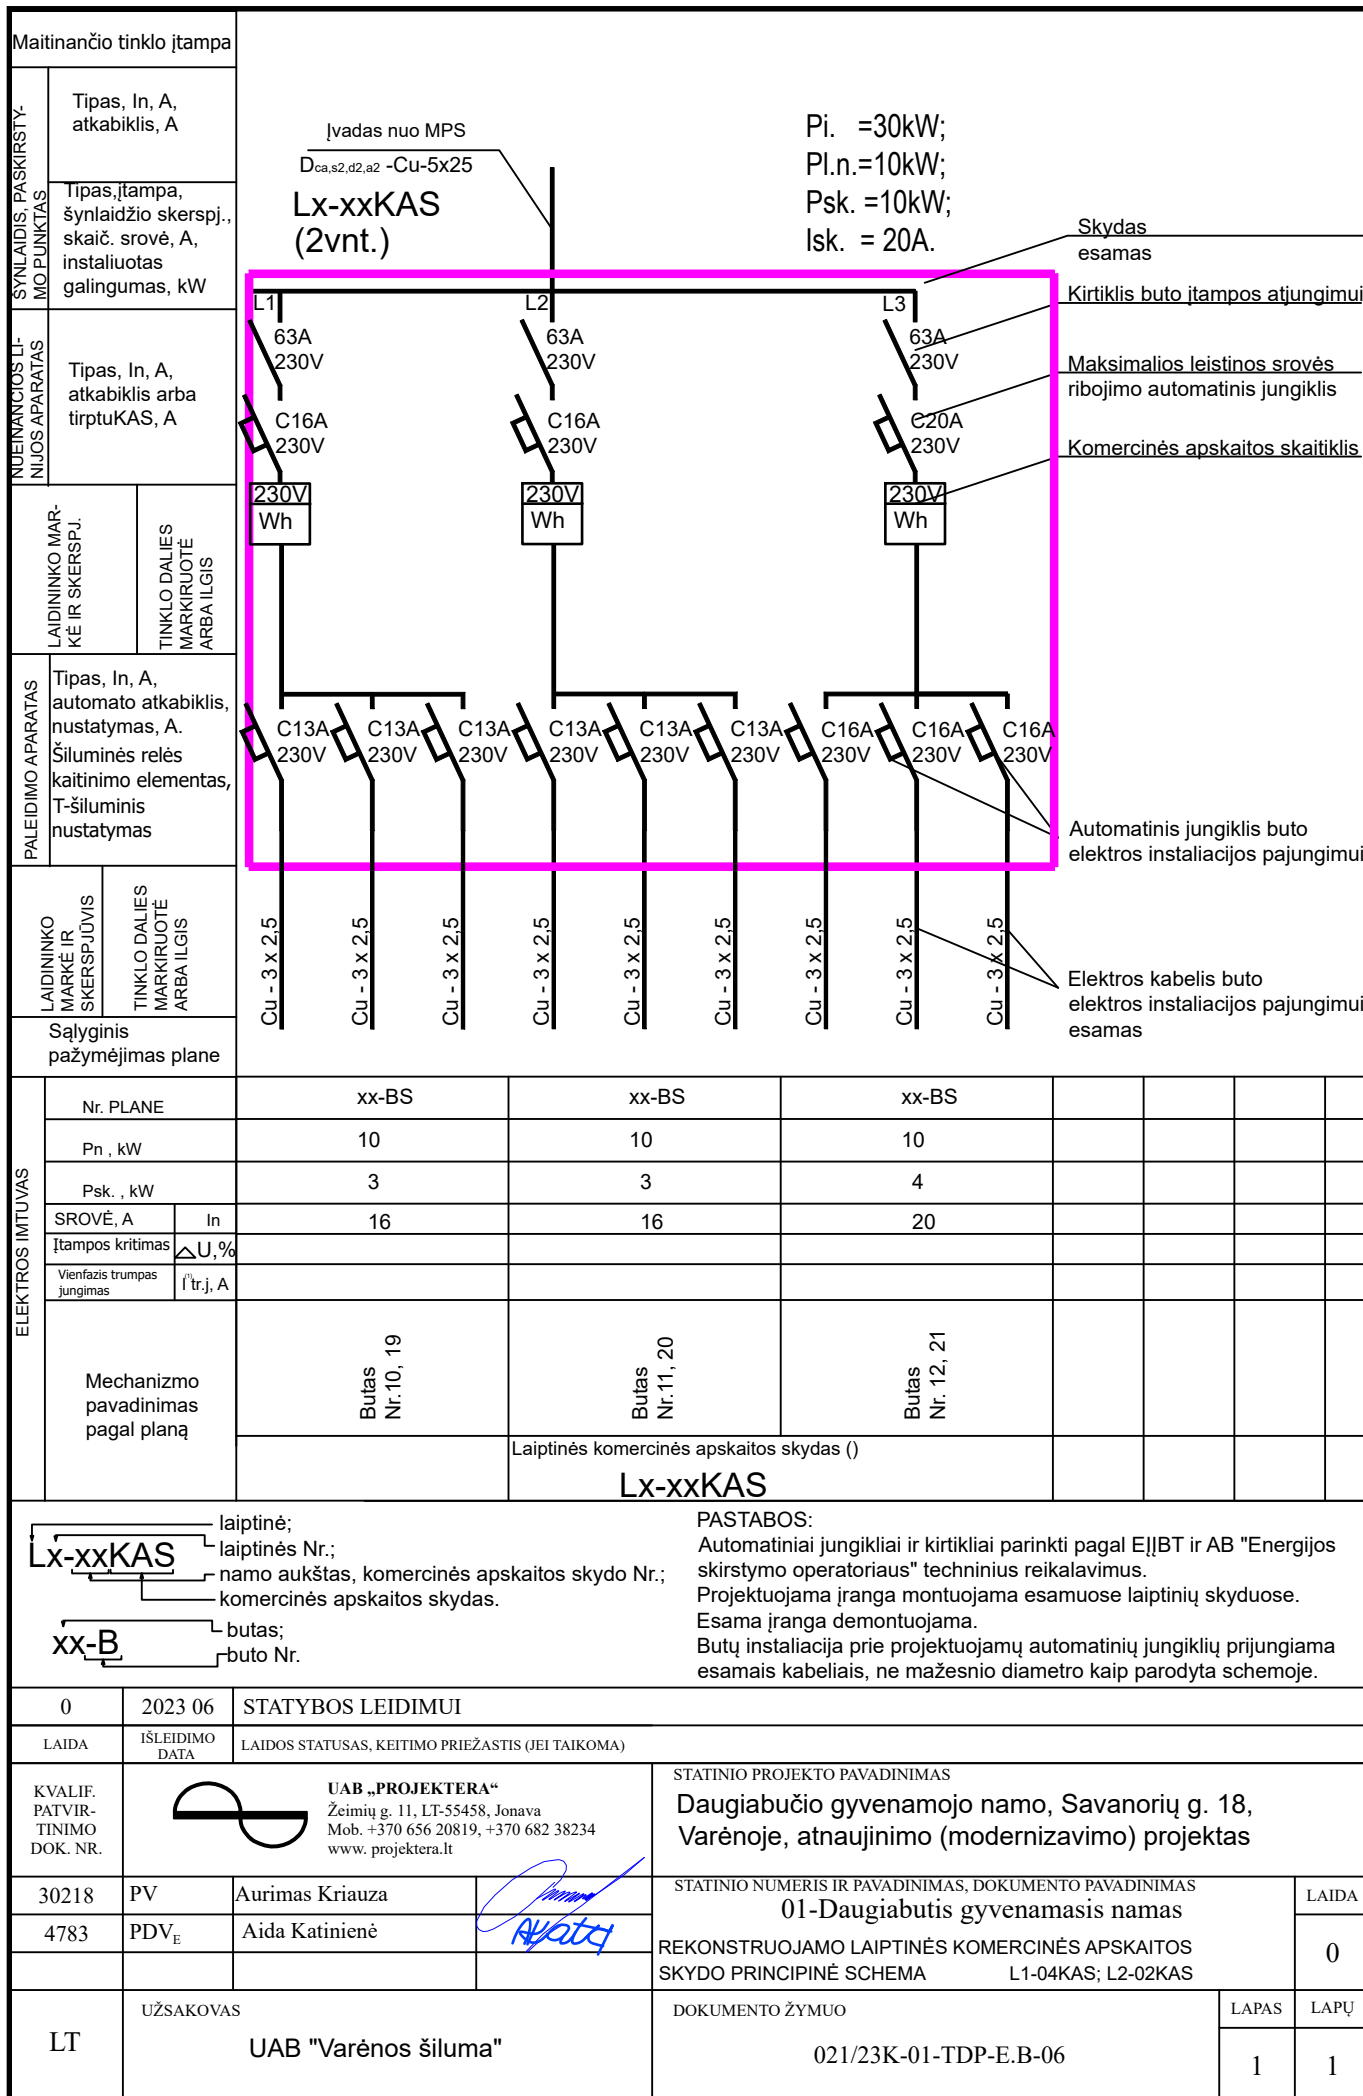 Maitinančio tinklo įtampa
ŠYNLAIDIS, PASKIRSTY-
MO PUNKTAS
Tipas, In, A,
atkabiklis, A
Tipas,įtampa,
šynlaidžio skerspj.,
skaič. srovė, A,
instaliuotas
galingumas, kW
NUEINANČIOS LI-
NIJOS APARATAS
Tipas, In, A,
atkabiklis arba
tirptuKAS, A
LAIDININKO MAR-
KĖ IR SKERSPJ.
TINKLO DALIES
MARKIRUOTĖ
ARBA ILGIS
PALEIDIMO APARATAS
Tipas, In, A,
automato atkabiklis,
nustatymas, A.
Šiluminės relės
kaitinimo elementas,
T-šiluminis
nustatymas
LAIDININKO
MARKĖ IR
SKERSPJŪVIS
TINKLO DALIES
MARKIRUOTĖ
ARBA ILGIS
Sąlyginis
pažymėjimas plane
Įvadas nuo MPS
Dca,s2,d2,a2 -Cu-5x25
Lx-xxKAS
(2vnt.)
Pi. =30kW;
Pl.n.=10kW;
Psk. =10kW;
Isk. = 20A.
Skydas
esamas
Kirtiklis buto įtampos atjungimui
Maksimalios leistinos srovės
ribojimo automatinis jungiklis
Komercinės apskaitos skaitiklis
L1 L2 L3
63A 63A 63A
230V 230V 230V
C16A C16A C20A
230V 230V 230V
230V 230V 230V
Wh Wh Wh
C13A C13A C13A C13A C13A C13A C16A C16A C16A
230V 230V 230V 230V 230V 230V 230V 230V 230V
Automatinis jungiklis buto
elektros instaliacijos pajungimui
Cu - 3 x 2,5 Cu - 3 x 2,5 Cu - 3 x 2,5 Cu - 3 x 2,5 Cu - 3 x 2,5 Cu - 3 x 2,5 Cu - 3 x 2,5 Cu - 3 x 2,5 Cu - 3 x 2,5
Elektros kabelis buto
elektros instaliacijos pajungimui
esamas
ELEKTROS IMTUVAS
Nr. PLANE xx-BS xx-BS xx-BS
Pn , kW 10 10 10
Psk. , kW 3 3 4
SROVĖ, A In 16 16 20
Įtampos kritimas △U,%
Vienfazis trumpas
jungimas
I(1)tr.j, A
Mechanizmo
pavadinimas
pagal planą
Butas
Nr.10, 19
Butas
Nr.11, 20
Butas
Nr. 12, 21
Laiptinės komercinės apskaitos skydas ()
Lx-xxKAS
Lx-xxKAS
laiptinė;
laiptinės Nr.;
namo aukštas, komercinės apskaitos skydo Nr.;
komercinės apskaitos skydas.
xx-B
butas;
buto Nr.
PASTABOS:
Automatiniai jungikliai ir kirtikliai parinkti pagal EĮĮBT ir AB "Energijos
skirstymo operatoriaus" techninius reikalavimus.
Projektuojama įranga montuojama esamuose laiptinių skyduose.
Esama įranga demontuojama.
Butų instaliacija prie projektuojamų automatinių jungiklių prijungiama
esamais kabeliais, ne mažesnio diametro kaip parodyta schemoje.
0 2023 06 STATYBOS LEIDIMUI
LAIDA IŠLEIDIMO
DATA
LAIDOS STATUSAS, KEITIMO PRIEŽASTIS (JEI TAIKOMA)
KVALIF.
PATVIR-
TINIMO
DOK. NR.
UAB „PROJEKTERA“
Žeimių g. 11, LT-55458, Jonava
Mob. +370 656 20819, +370 682 38234
www. projektera.lt
STATINIO PROJEKTO PAVADINIMAS
Daugiabučio gyvenamojo namo, Savanorių g. 18,
Varėnoje, atnaujinimo (modernizavimo) projektas
30218 PV Aurimas Kriauza
4783 PDVE Aida Katinienė
STATINIO NUMERIS IR PAVADINIMAS, DOKUMENTO PAVADINIMAS
01-Daugiabutis gyvenamasis namas
REKONSTRUOJAMO LAIPTINĖS KOMERCINĖS APSKAITOS
SKYDO PRINCIPINĖ SCHEMA L1-04KAS; L2-02KAS
LAIDA
0
LT
UŽSAKOVAS
UAB "Varėnos šiluma"
DOKUMENTO ŽYMUO
021/23K-01-TDP-E.B-06
LAPAS LAPŲ
1 1